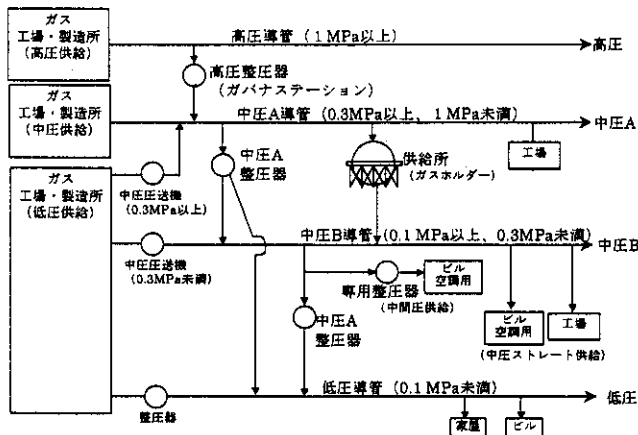 ガス
工場・製造所
(高圧供給)
高圧導管(1MPa以上)
高圧
高圧整圧器
(ガバナステーション)
ガス
工場・製造所
(中圧供給)
中圧A導管(0.3MPa以上、1MPa未満)
中圧A
工場
中圧A
整圧器
供給所
(ガスホルダー)
ガス
工場・製造所
(低圧供給)
中圧圧送機
(0.3MPa以上)
中圧B導管(0.1MPa以上、0.3MPa未満)
中圧B
中圧圧送機
(0.3MPa未満)
専用整圧器
(中間圧供給)
ビル
空調用
中圧A
整圧器
ビル
空調用
工場
(中圧ストレート供給)
低圧導管(0.1MPa未満)
低圧
整圧器
家屋
ビル